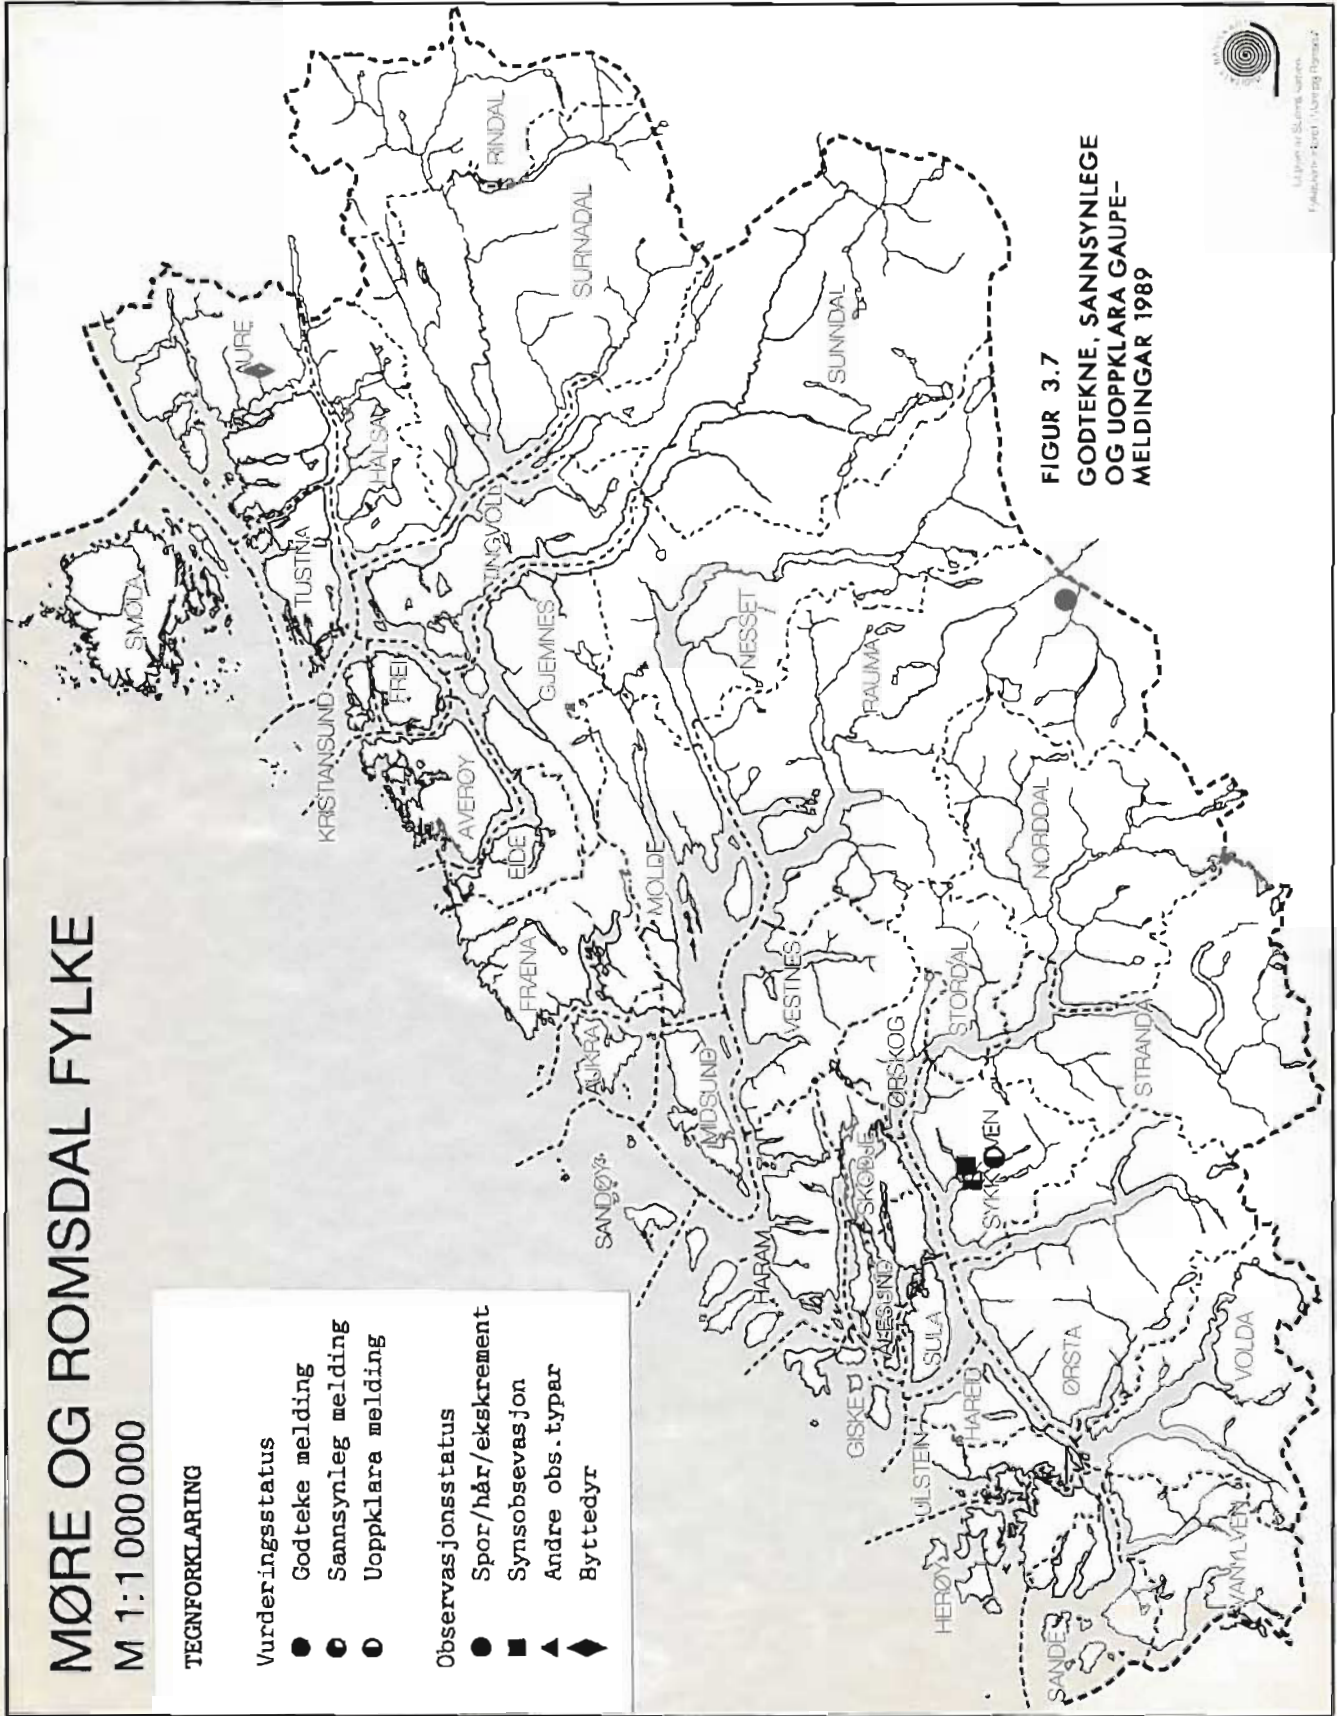 MØRE OG ROMSDAL FYLKE
M 1:1 000 000
TEGNFORKLARING
Vurderingsstatus
Godteke melding
Sannsynleg melding
Uoppklara melding
Observasjonsstatus
Spor/hår/ekskrement
Synsobsevasjon
Andre obs.typar
Byttedyr
SMØLA
AURE
TUSTNA
HALSA
KRISTIANSUND
FREI
AVERØY
EIDE
FRÆNA
TINGVOLL
RINDAL
SURNADAL
GJEMNES
SUNNDAL
AUKRA
MOLDE
NESSET
SANDØY
MIDSUND
VESTNES
RAUMA
HARAM
SKODJE
ØRSKOG
STORDAL
NORDDAL
GISKE
ÅLESUND
SULA
SYKK VEN
STRANDA
ULSTEIN
HAREID
ØRSTA
HERØY
VOLDA
SANDE
VANYLVEN
FIGUR 3.7
GODTEKNE, SANNSYNLEGE
OG UOPPKLARA GAUPE-
MELDINGAR 1989